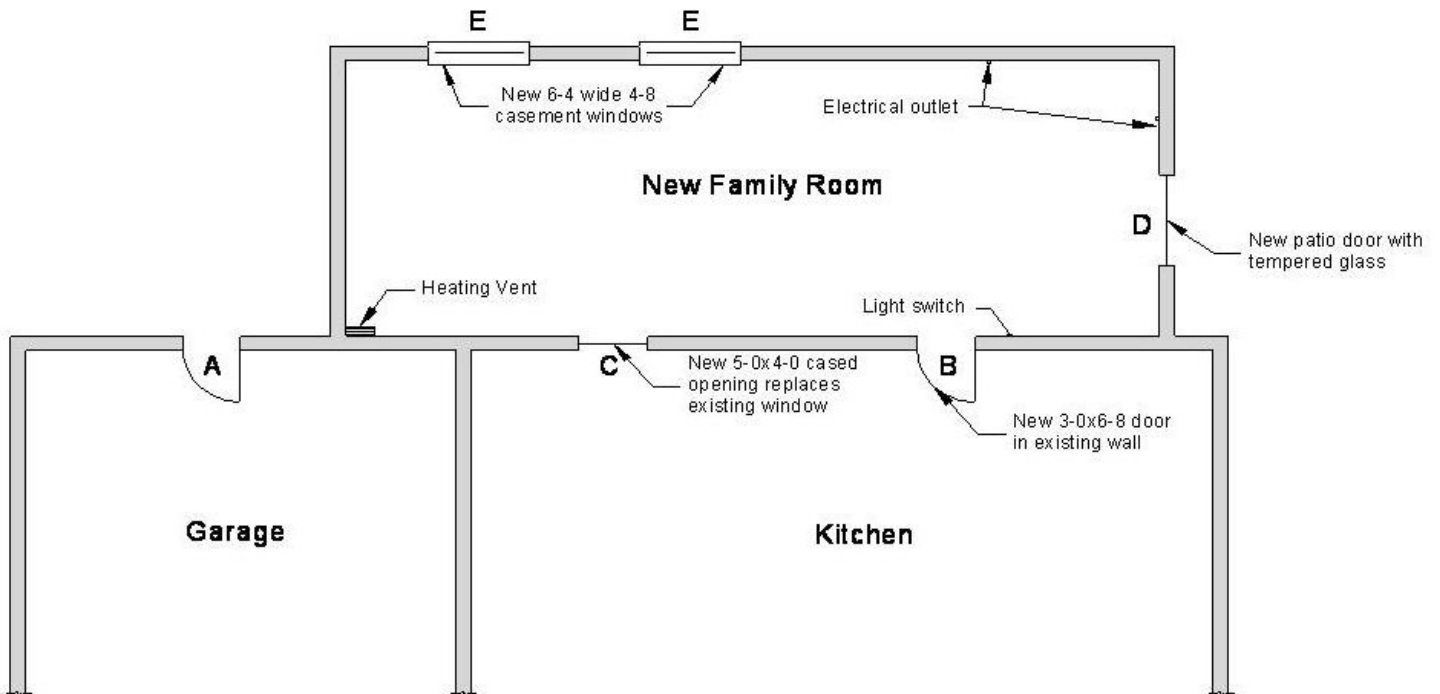 E
E
New 6-4 wide 4-8
casement windows
Electrical outlet
New Family Room
D
New patio door with
tempered glass
Heating Vent
Light switch
A
C
New 5-0x4-0 cased
opening replaces
existing window
B
New 3-0x6-8 door
in existing wall
Garage
Kitchen